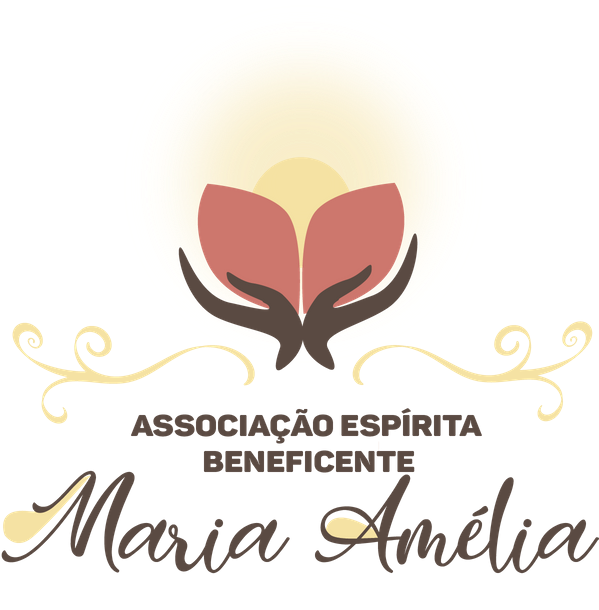 ASSOCIAÇÃO ESPÍRITA
BENEFICENTE
Maria Amélia